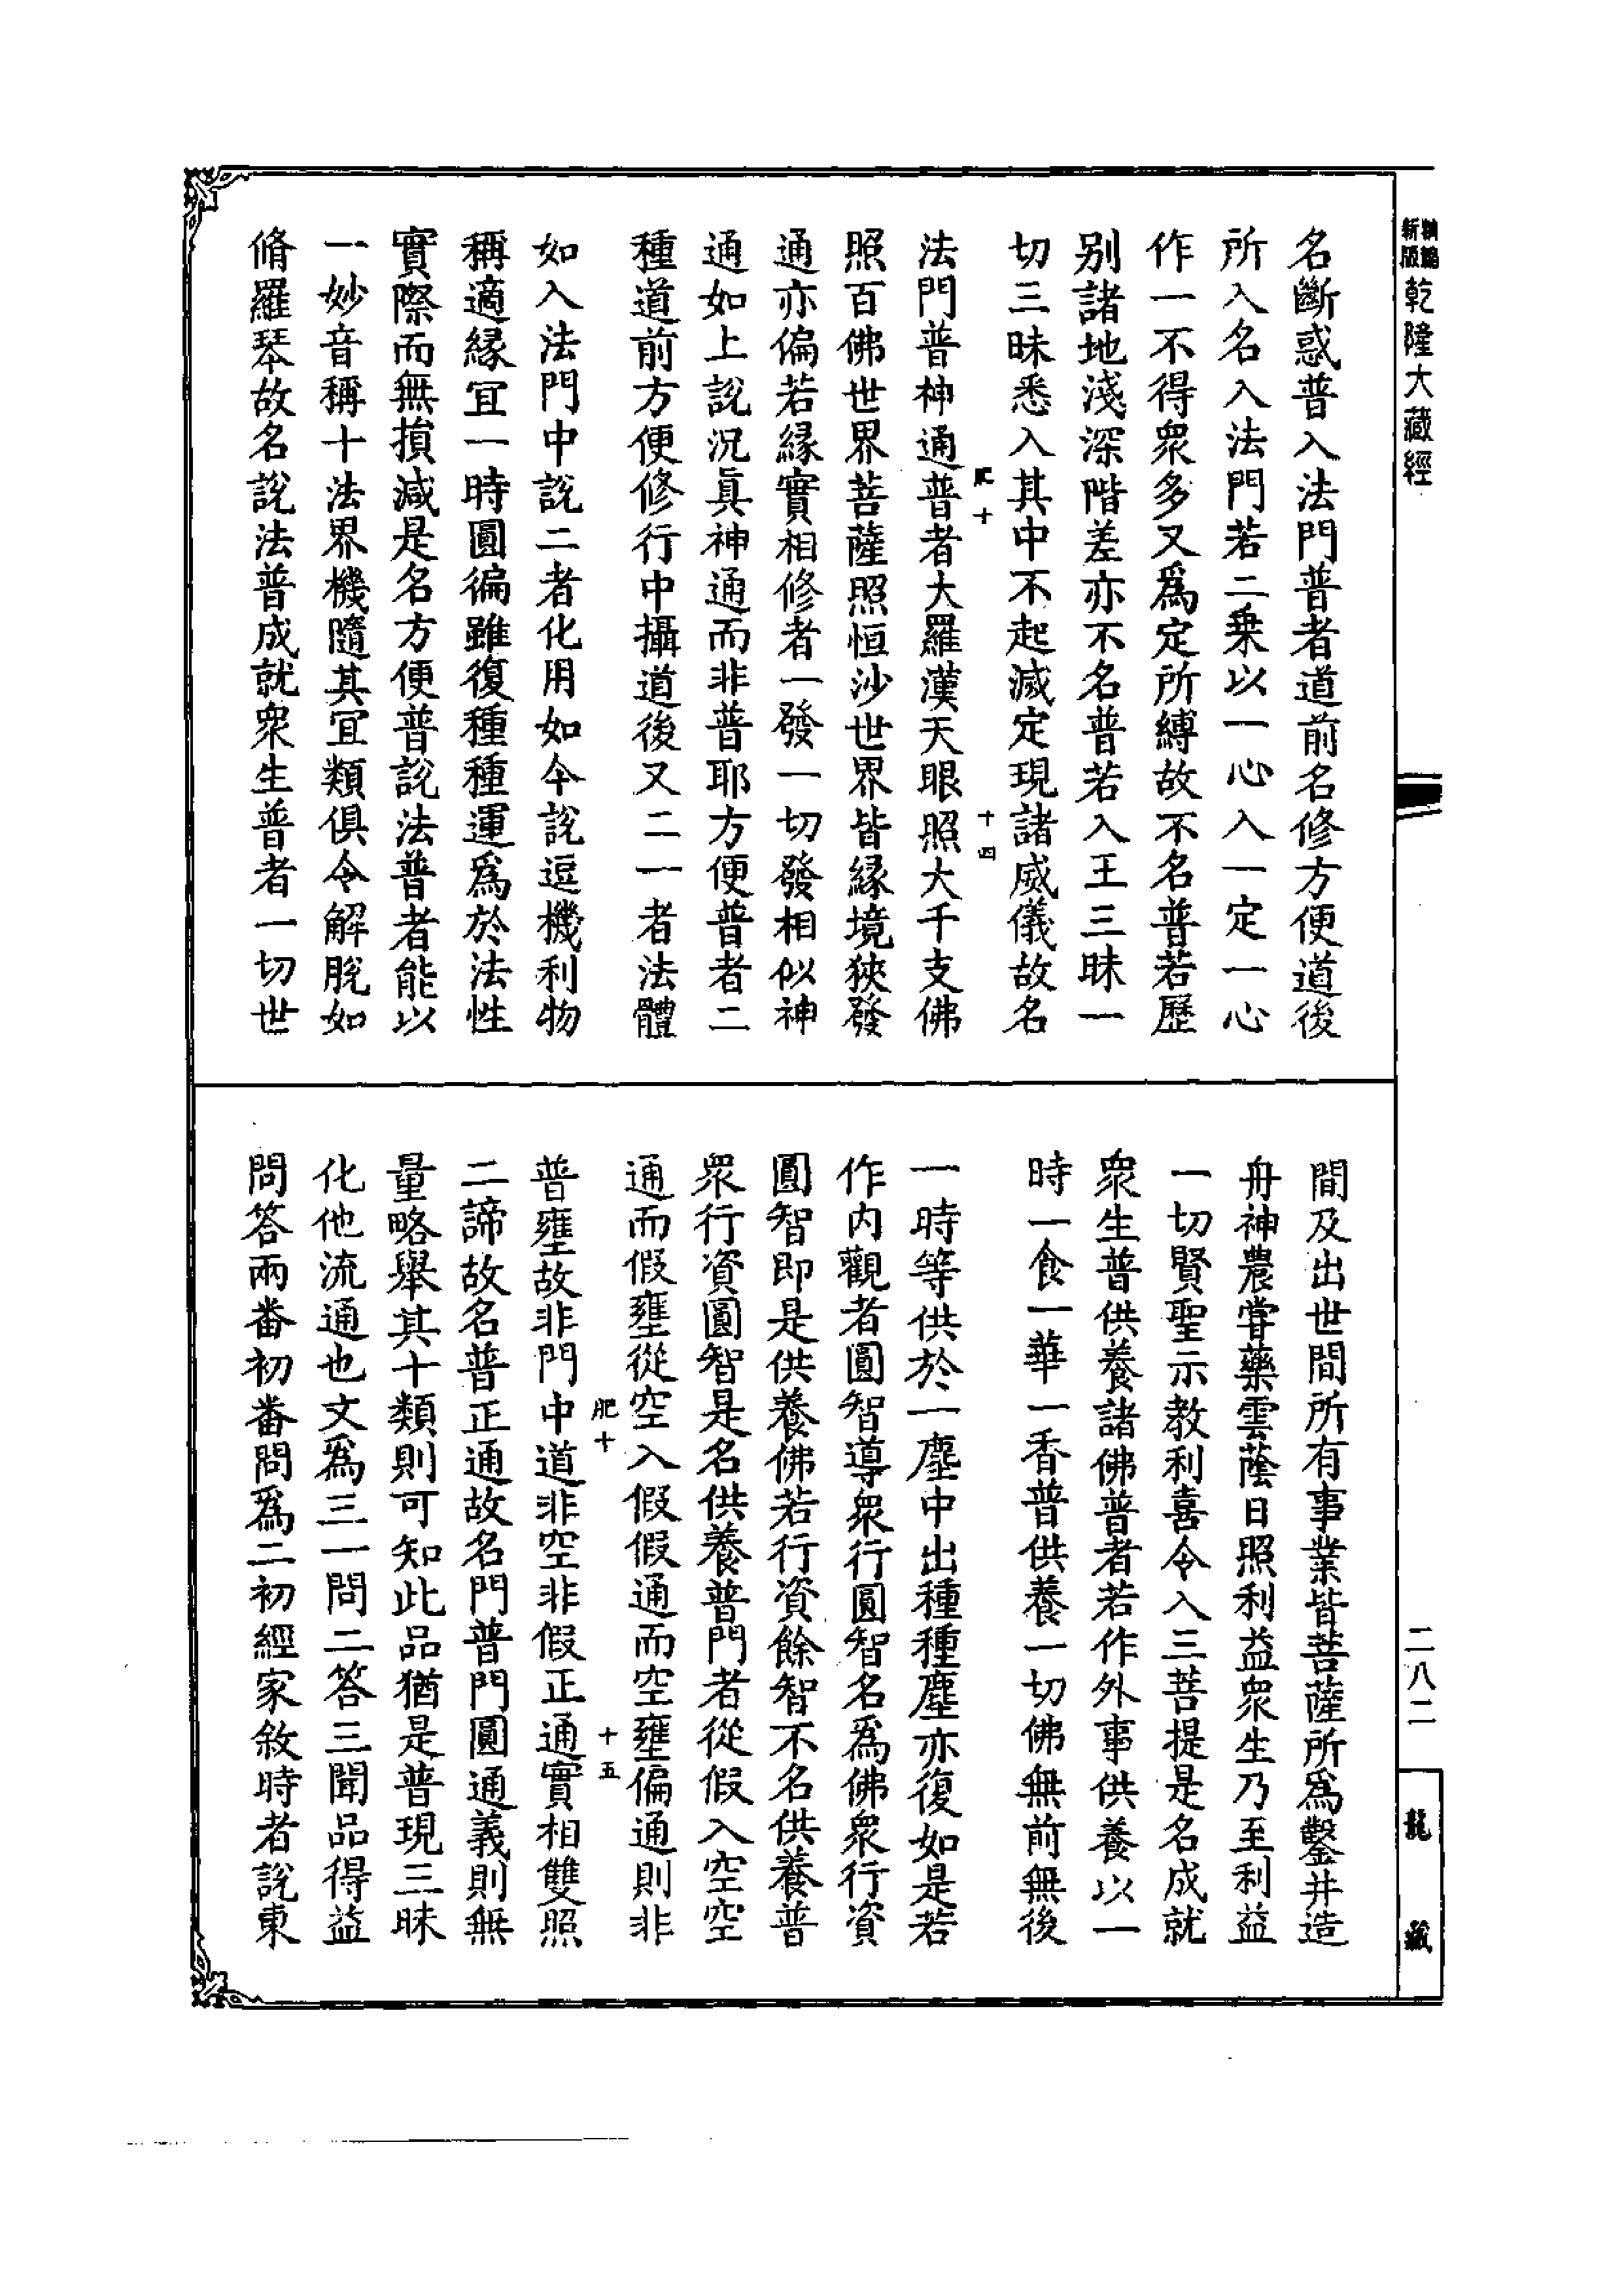 新版
精縮
乾隆大藏經
名斷惑普入法門普者道前名修方便道後
所入名入法門若二乘以一心入一定一心
作一不得衆多又爲定所縛故不名普若歷
别諸地淺深階差亦不名普若入王三昧一
切三昧悉入其中不起滅定現諸威儀故名
肥十
十四
法門普神通普者大羅漢天眼照大千支佛
照百佛世界菩薩照恒沙世界皆緣境狹發
通亦偏若緣實相修者一發一切發相似神
通如上說況眞神通而非普耶方便普者二
種道前方便修行中攝道後又二一者法體
如入法門中說二者化用如今說逗機利物
稱適緣宜一時圓徧雖復種種運爲於法性
實際而無損減是名方便普說法普者能以
一妙音稱十法界機隨其宜類俱令解脫如
脩羅琴故名說法普成就衆生普者一切世
間及出世間所有事業皆菩薩所爲鑿井造
舟神農嘗藥雲蔭日照利益衆生乃至利益
一切賢聖示教利喜令入三菩提是名成就
衆生普供養諸佛普者若作外事供養以一
時一食一華一香普供養一切佛無前無後
一時等供於一塵中出種種塵亦復如是若
作内觀者圓智導衆行圓智名爲佛衆行資
圓智即是供養佛若行資餘智不名供養普
衆行資圓智是名供養普門者從假入空空
通而假壅從空入假假通而空壅偏通則非
肥十
十五
普壅故非門中道非空非假正通實相雙照
二諦故名普正通故名門普門圓通義則無
量略舉其十類則可知此品猶是普現三昧
化他流通也文爲三一問二答三聞品得益
問答兩番初番問爲二初經家敘時者說東
二八二
龍藏